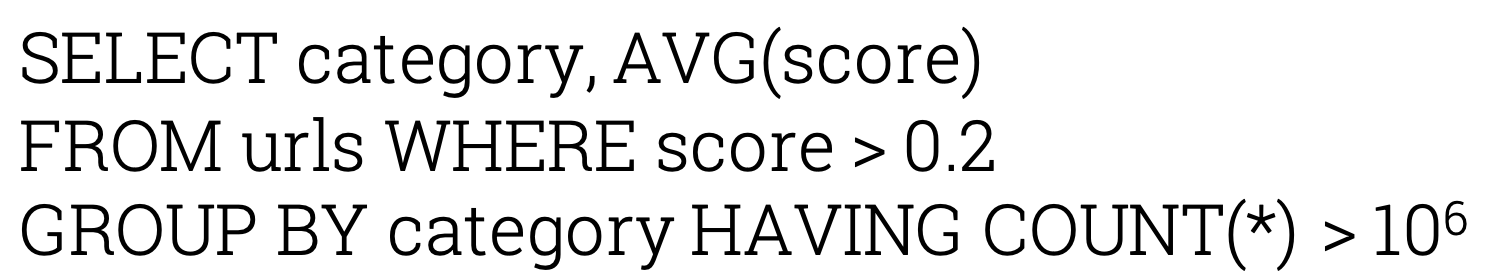 SELECT category, AVG(score)
FROM urls WHERE score > 0.2
GROUP BY category HAVING COUNT(*) > 10⁶